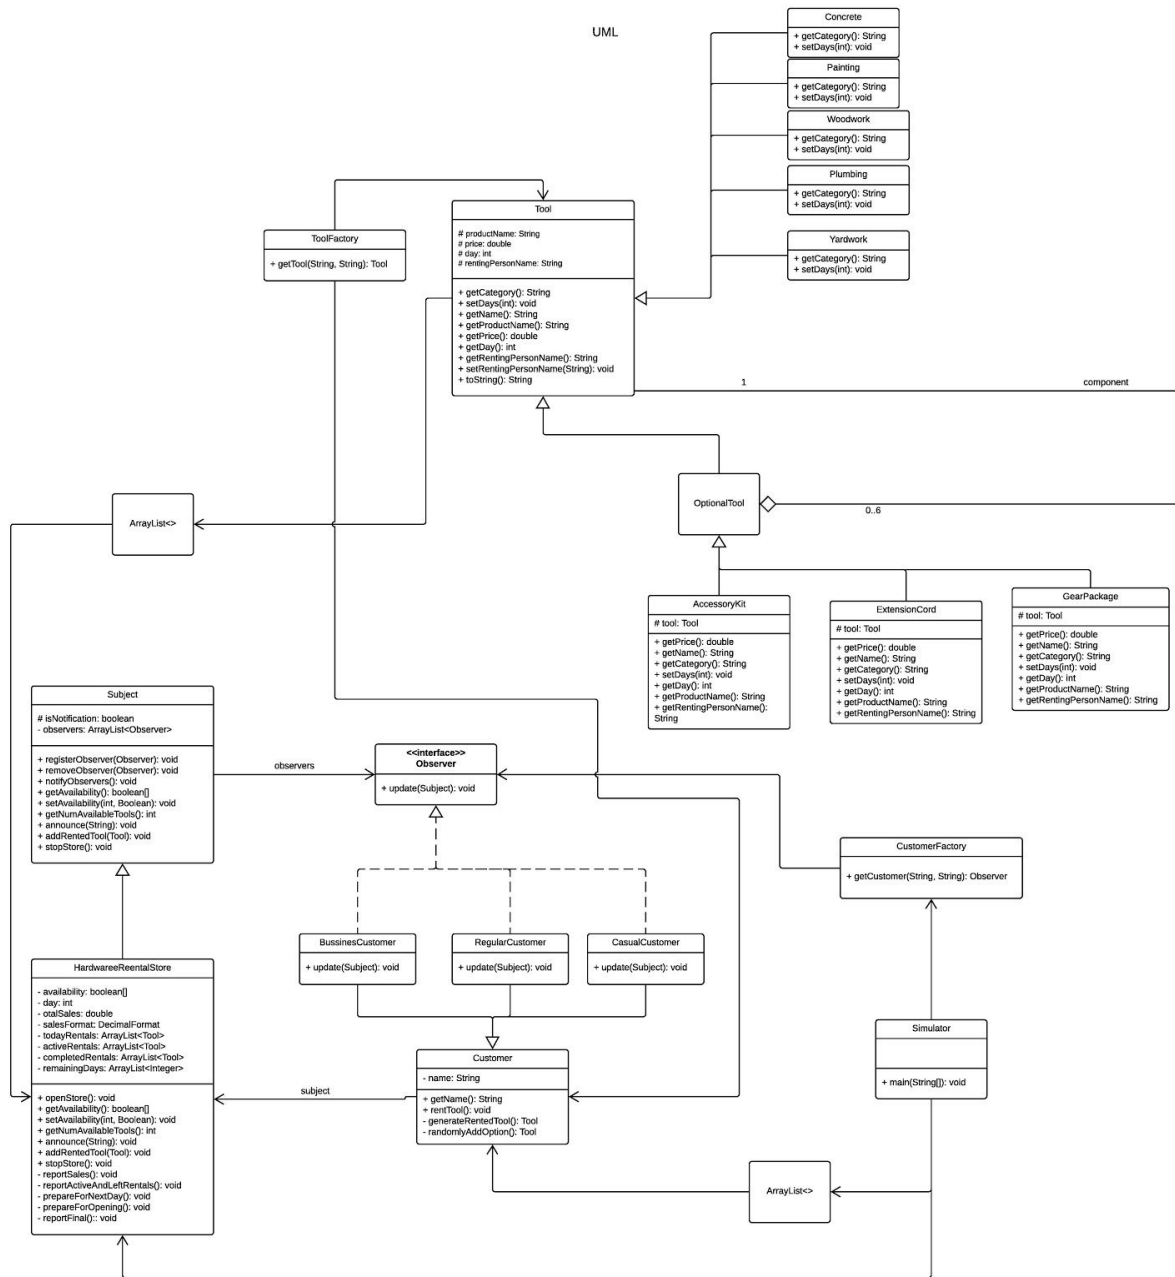 UML
Concrete
+ getCategory(): String
+ setDays(int): void
Painting
+ getCategory(): String
+ setDays(int): void
Woodwork
+ getCategory(): String
+ setDays(int): void
Plumbing
+ getCategory(): String
+ setDays(int): void
Yardwork
+ getCategory(): String
+ setDays(int): void
ToolFactory
+ getTool(String, String): Tool
Tool
# productName: String
# price: double
# day: int
# rentingPersonName: String
+ getCategory(): String
+ setDays(int): void
+ getName(): String
+ getProductName(): String
+ getPrice(): double
+ getDay(): int
+ getRentingPersonName(): String
+ setRentingPersonName(String): void
+ toString(): String
1
component
ArrayList<>
OptionalTool
0..6
AccessoryKit
# tool: Tool
+ getPrice(): double
+ getName(): String
+ getCategory(): String
+ setDays(int): void
+ getDay(): int
+ getProductName(): String
+ getRentingPersonName():
String
ExtensionCord
# tool: Tool
+ getPrice(): double
+ getName(): String
+ getCategory(): String
+ setDays(int): void
+ getDay(): int
+ getProductName(): String
+ getRentingPersonName(): String
GearPackage
# tool: Tool
+ getPrice(): double
+ getName(): String
+ getCategory(): String
+ setDays(int): void
+ getDay(): int
+ getProductName(): String
+ getRentingPersonName(): String
Subject
# isNotification: boolean
- observers: ArrayList<Observer>
+ registerObserver(Observer): void
+ removeObserver(Observer): void
+ notifyObservers(): void
+ getAvailability(): boolean[]
+ setAvailability(int, Boolean): void
+ getNumAvailableTools(): int
+ announce(String): void
+ addRentedTool(Tool): void
+ stopStore(): void
observers
<<interface>>
Observer
+ update(Subject): void
CustomerFactory
+ getCustomer(String, String): Observer
BussinesCustomer
+ update(Subject): void
RegularCustomer
+ update(Subject): void
CasualCustomer
+ update(Subject): void
HardwareeReentalStore
- availability: boolean[]
- day: int
- otalSales: double
- salesFormat: DecimalFormat
- todayRentals: ArrayList<Tool>
- activeRentals: ArrayList<Tool>
- completedRentals: ArrayList<Tool>
- remainingDays: ArrayList<Integer>
+ openStore(): void
+ getAvailability(): boolean[]
+ setAvailability(int, Boolean): void
+ getNumAvailableTools(): int
+ announce(String): void
+ addRentedTool(Tool): void
+ stopStore(): void
- reportSales(): void
- reportActiveAndLeftRentals(): void
- prepareForNextDay(): void
- prepareForOpening(): void
- reportFinal():: void
subject
Customer
- name: String
+ getName(): String
+ rentTool(): void
- generateRentedTool(): Tool
- randomlyAddOption(): Tool
Simulator
+ main(String[]): void
ArrayList<>